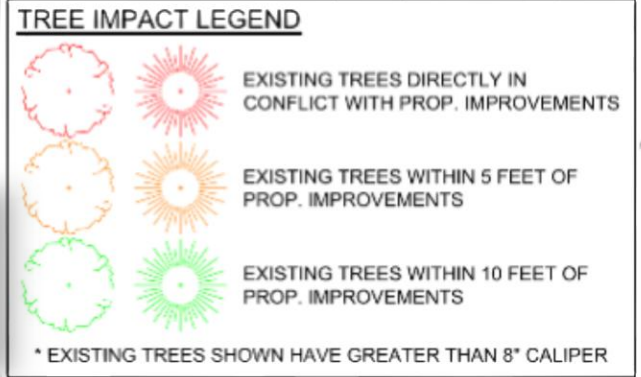 TREE IMPACT LEGEND
EXISTING TREES DIRECTLY IN
CONFLICT WITH PROP. IMPROVEMENTS
EXISTING TREES WITHIN 5 FEET OF
PROP. IMPROVEMENTS
EXISTING TREES WITHIN 10 FEET OF
PROP. IMPROVEMENTS
* EXISTING TREES SHOWN HAVE GREATER THAN 8" CALIPER